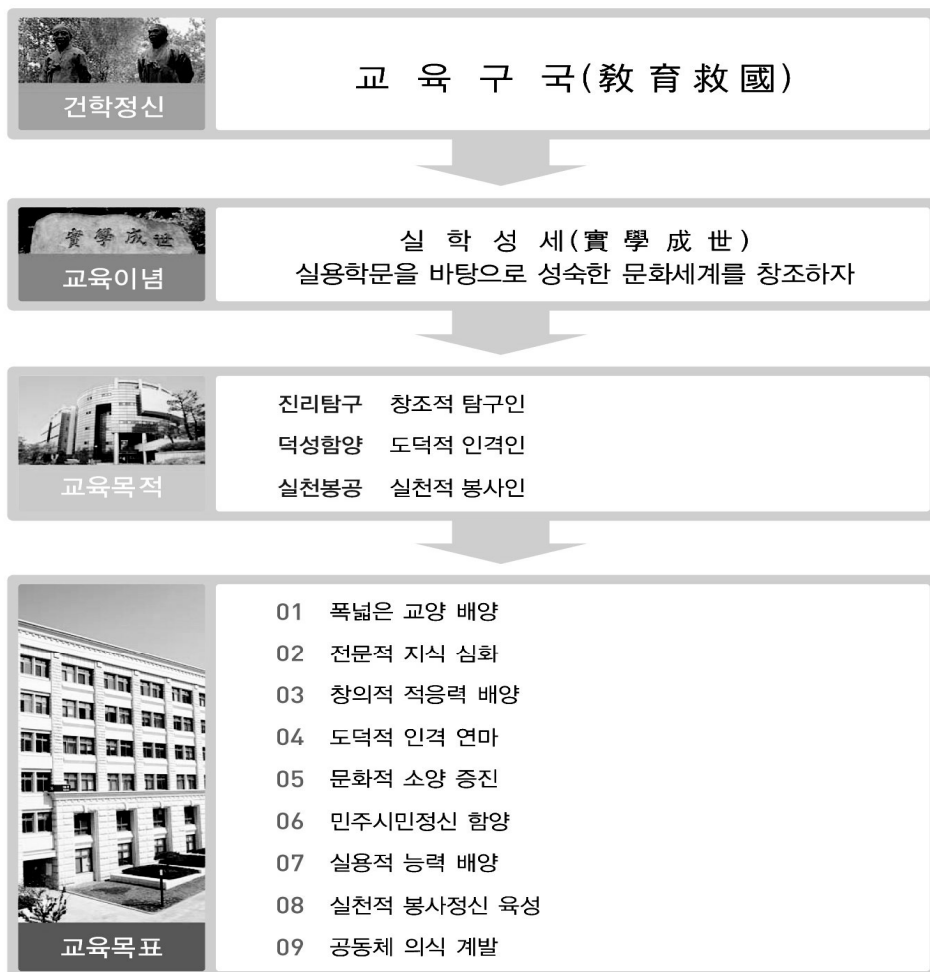 건학정신
교 육 구 국(敎育救國)
實學成世
교육이념
실 학 성 세(實 學 成 世)
실용학문을 바탕으로 성숙한 문화세계를 창조하자
교육목적
진리탐구 창조적 탐구인
덕성함양 도덕적 인격인
실천봉공 실천적 봉사인
교육목표
01 폭넓은 교양 배양
02 전문적 지식 심화
03 창의적 적응력 배양
04 도덕적 인격 연마
05 문화적 소양 증진
06 민주시민정신 함양
07 실용적 능력 배양
08 실천적 봉사정신 육성
09 공동체 의식 계발